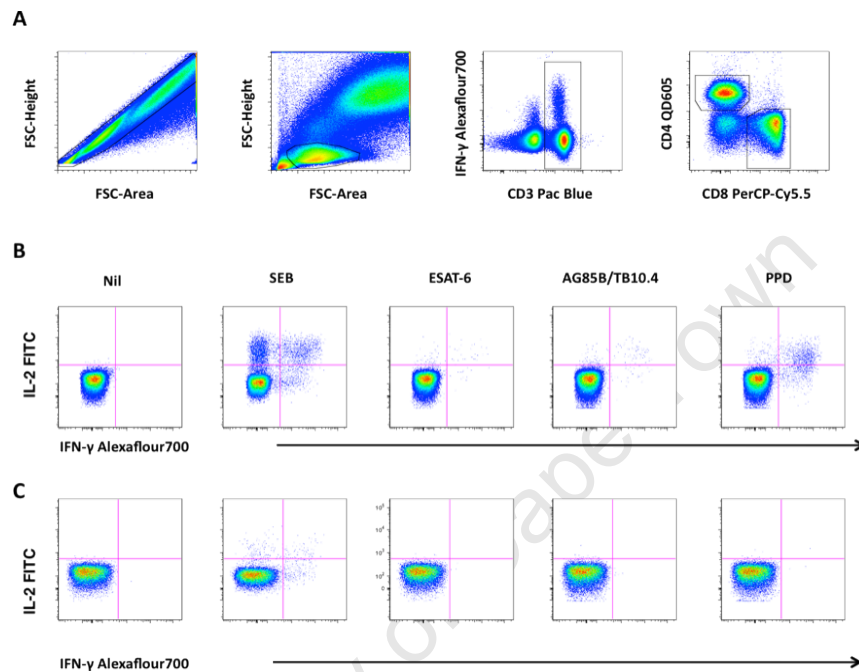 A
FSC-Height
FSC-Area
FSC-Height
FSC-Area
IFN-γ Alexaflour700
CD3 Pac Blue
CD4 QD605
CD8 PerCP-Cy5.5
B
Nil
SEB
ESAT-6
AG85B/TB10.4
PPD
IL-2 FITC
IFN-γ Alexaflour700
C
IL-2 FITC
IFN-γ Alexaflour700